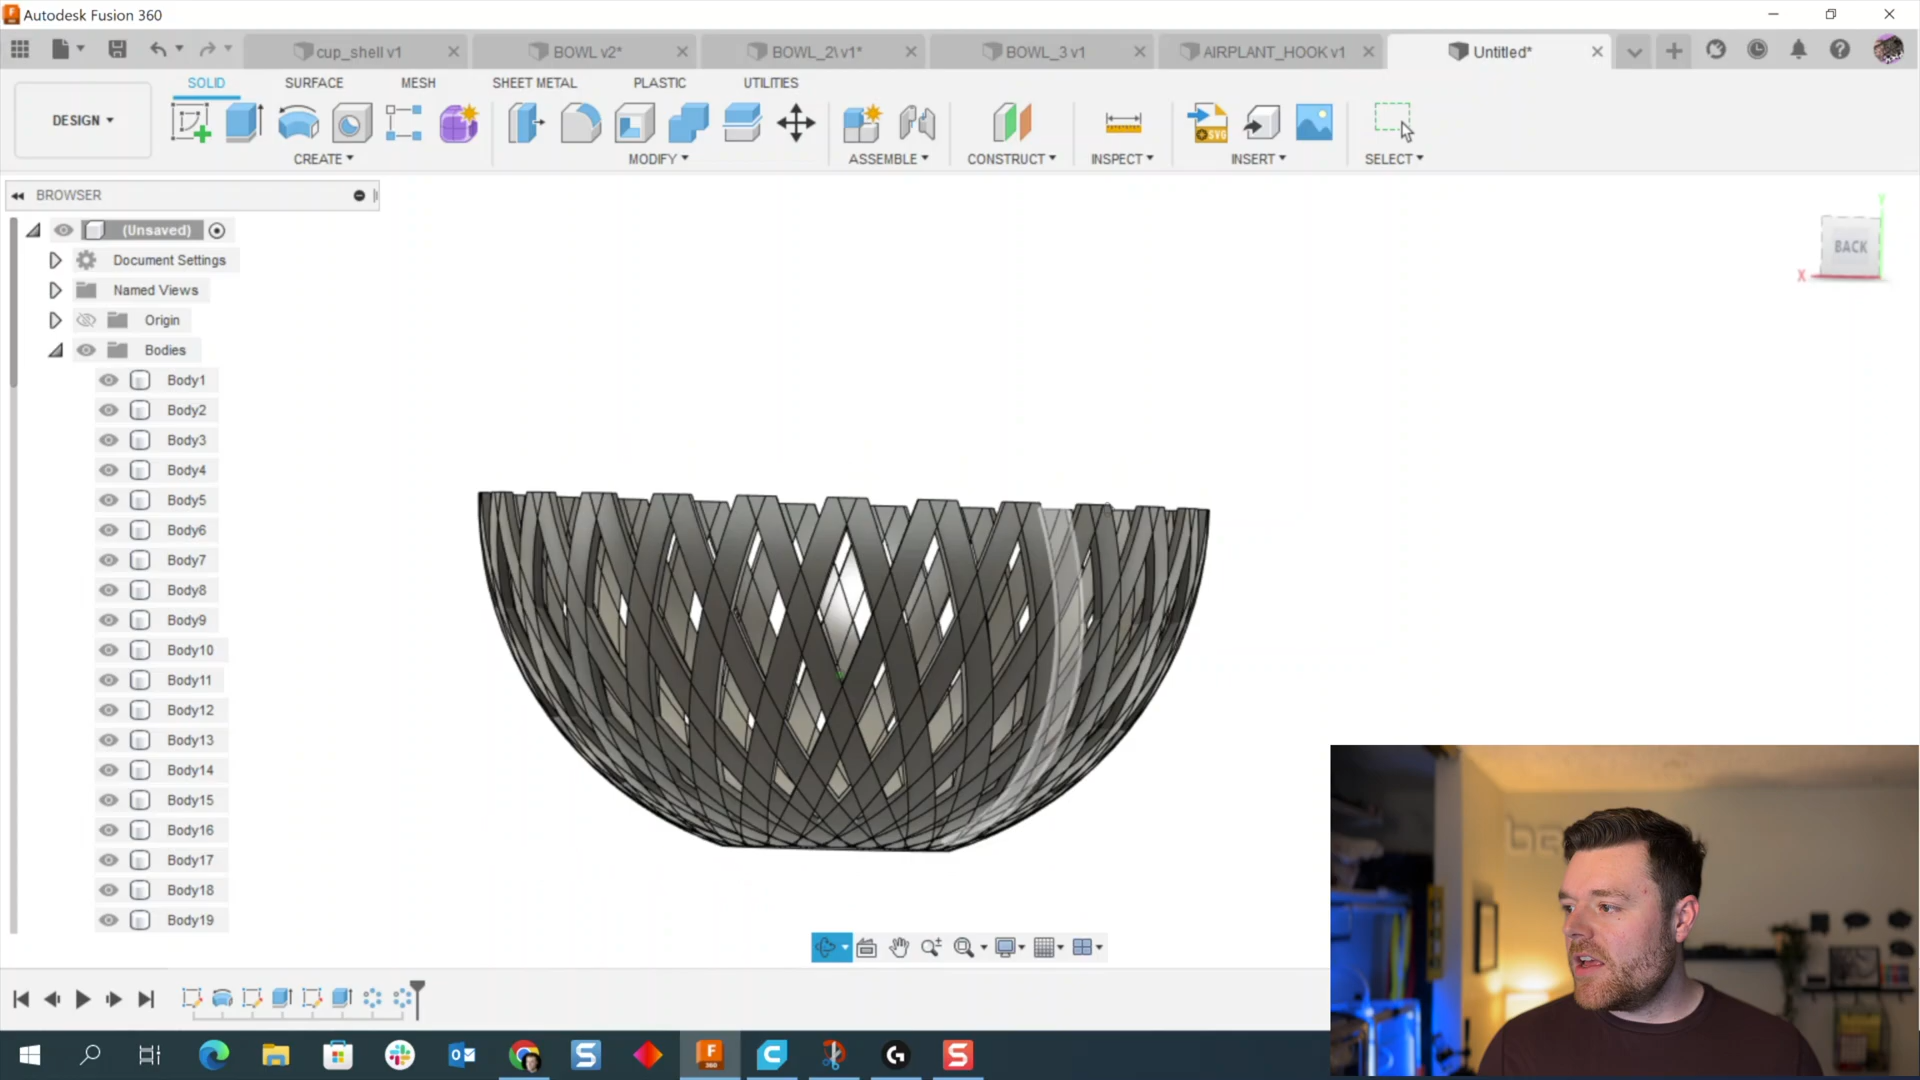 Autodesk Fusion 360
cup_shell v1
BOWL v2*
BOWL_2\v1*
BOWL_3 v1
AIRPLANT_HOOK v1
Untitled*
SOLID
SURFACE
MESH
SHEET METAL
PLASTIC
UTILITIES
DESIGN
CREATE
MODIFY
ASSEMBLE
CONSTRUCT
INSPECT
SVG
INSERT
SELECT
BROWSER
(Unsaved)
Document Settings
Named Views
Origin
Bodies
Body1
Body2
Body3
Body4
Body5
Body6
Body7
Body8
Body9
Body10
Body11
Body12
Body13
Body14
Body15
Body16
Body17
Body18
Body19
Y
BACK
X
F
360